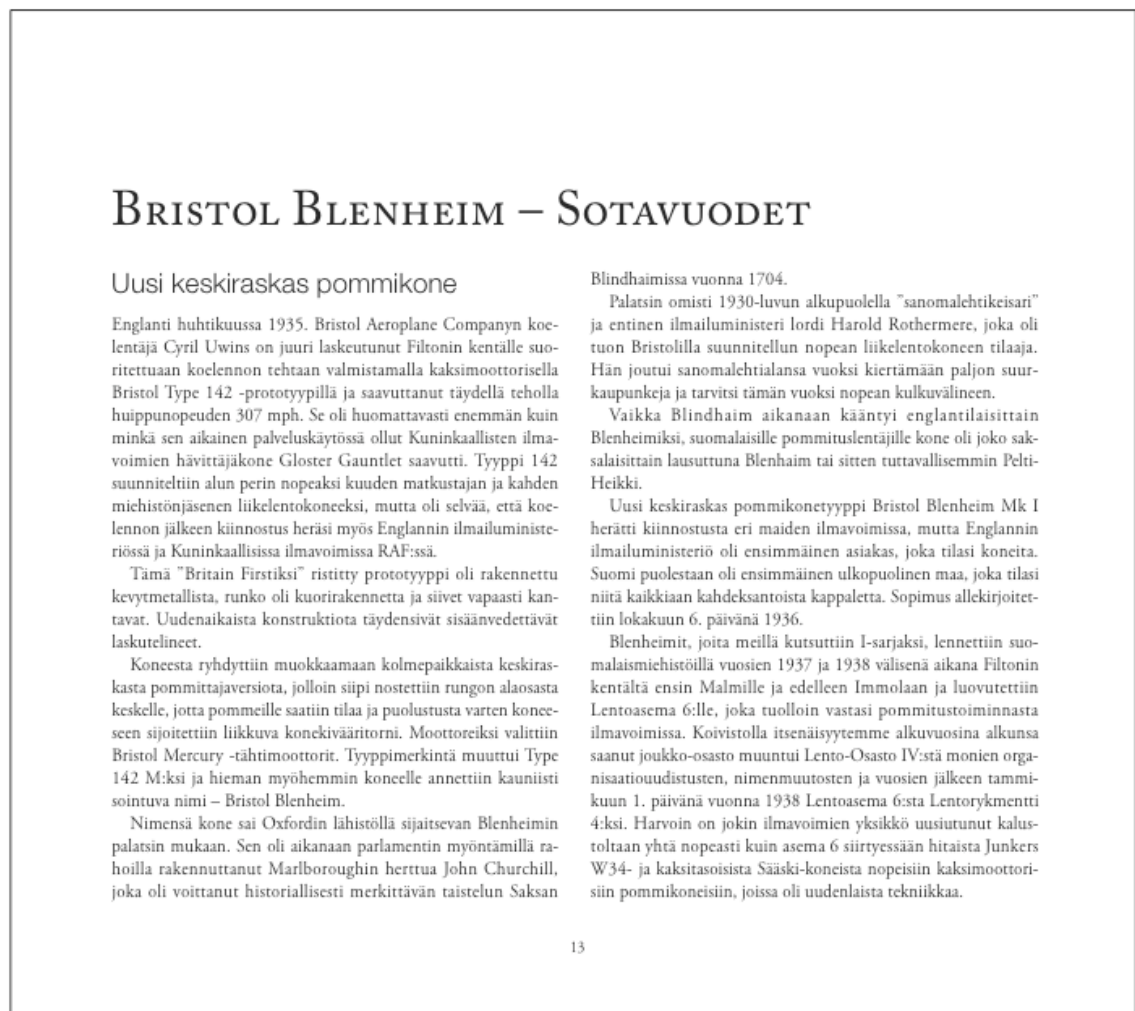 BRISTOL BLENHEIM – SOTAVUODET
Uusi keskiraskas pommikone
Englanti huhtikuussa 1935. Bristol Aeroplane Companyn koe-
lentäjä Cyril Uwins on juuri laskeutunut Filtonin kentälle suo-
ritettuaan koelennon tehtaan valmistamalla kaksimoottorisella
Bristol Type 142 -prototyypillä ja saavuttanut täydellä teholla
huippunopeuden 307 mph. Se oli huomattavasti enemmän kuin
minkä sen aikainen palveluskäytössä ollut Kuninkaallisten ilma-
voimien hävittäjäkone Gloster Gauntlet saavutti. Tyyppi 142
suunniteltiin alun perin nopeaksi kuuden matkustajan ja kahden
miehistönjäsenen liikelentokoneeksi, mutta oli selvää, että koe-
lennon jälkeen kiinnostus heräsi myös Englannin ilmailuministe-
riössä ja Kuninkaallisissa ilmavoimissa RAF:ssä.
Tämä ”Britain Firstiksi” ristitty prototyyppi oli rakennettu
kevytmetallista, runko oli kuorirakennetta ja siivet vapaasti kan-
tavat. Uudenaikaista konstruktiota täydensivät sisäänvedettävät
laskutelineet.
Koneesta ryhdyttiin muokkaamaan kolmepaikkaista keskiras-
kasta pommittajaversiota, jolloin siipi nostettiin rungon alaosasta
keskelle, jotta pommeille saatiin tilaa ja puolustusta varten konee-
seen sijoitettiin liikkuva konekivääritorni. Moottoreiksi valittiin
Bristol Mercury -tähtimoottorit. Tyyppimerkintä muuttui Type
142 M:ksi ja hieman myöhemmin koneelle annettiin kauniisti
sointuva nimi – Bristol Blenheim.
Nimensä kone sai Oxfordin lähistöllä sijaitsevan Blenheimin
palatsin mukaan. Sen oli aikanaan parlamentin myöntämillä ra-
hoilla rakennuttanut Marlboroughin herttua John Churchill,
joka oli voittanut historiallisesti merkittävän taistelun Saksan
Blindhaimissa vuonna 1704.
Palatsin omisti 1930-luvun alkupuolella ”sanomalehtikeisari”
ja entinen ilmailuministeri lordi Harold Rothermere, joka oli
tuon Bristolilla suunnitellun nopean liikelentokoneen tilaaja.
Hän joutui sanomalehtialansa vuoksi kiertämään paljon suur-
kaupunkeja ja tarvitsi tämän vuoksi nopean kulkuvälineen.
Vaikka Blindhaim aikanaan kääntyi englantilaisittain
Blenheimiksi, suomalaisille pommituslentäjille kone oli joko sak-
salaisittain lausuttuna Blenhaim tai sitten tuttavallisemmin Pelti-
Heikki.
Uusi keskiraskas pommikonetyyppi Bristol Blenheim Mk I
herätti kiinnostusta eri maiden ilmavoimissa, mutta Englannin
ilmailuministeriö oli ensimmäinen asiakas, joka tilasi koneita.
Suomi puolestaan oli ensimmäinen ulkopuolinen maa, joka tilasi
niitä kaikkiaan kahdeksantoista kappaletta. Sopimus allekirjoitet-
tiin lokakuun 6. päivänä 1936.
Blenheimit, joita meillä kutsuttiin I-sarjaksi, lennettiin suo-
malaismiehistöillä vuosien 1937 ja 1938 välisenä aikana Filtonin
kentältä ensin Malmille ja edelleen Immolaan ja luovutettiin
Lentoasema 6:lle, joka tuolloin vastasi pommitustoiminnasta
ilmavoimissa. Koivistolla itsenäisyytemme alkuvuosina alkunsa
saanut joukko-osasto muuntui Lento-Osasto IV:stä monien orga-
nisaatiouudistusten, nimenmuutosten ja vuosien jälkeen tammi-
kuun 1. päivänä vuonna 1938 Lentoasema 6:sta Lentorykmentti
4:ksi. Harvoin on jokin ilmavoimien yksikkö uusiutunut kalus-
toltaan yhtä nopeasti kuin asema 6 siirtyessään hitaista Junkers
W34- ja kaksitasoisista Sääski-koneista nopeisiin kaksimoottori-
siin pommikoneisiin, joissa oli uudenlaista tekniikkaa.
13